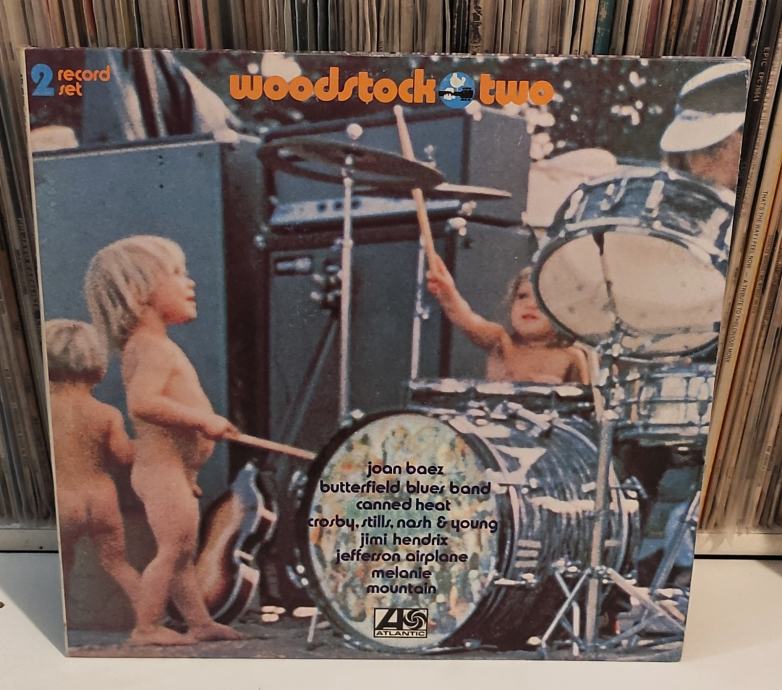 2 record
set
woodstock two
joan baez
butterfield blues band
canned heat
crosby, stills, nash & young
jimi hendrix
jefferson airplane
melanie
mountain
ATLANTIC